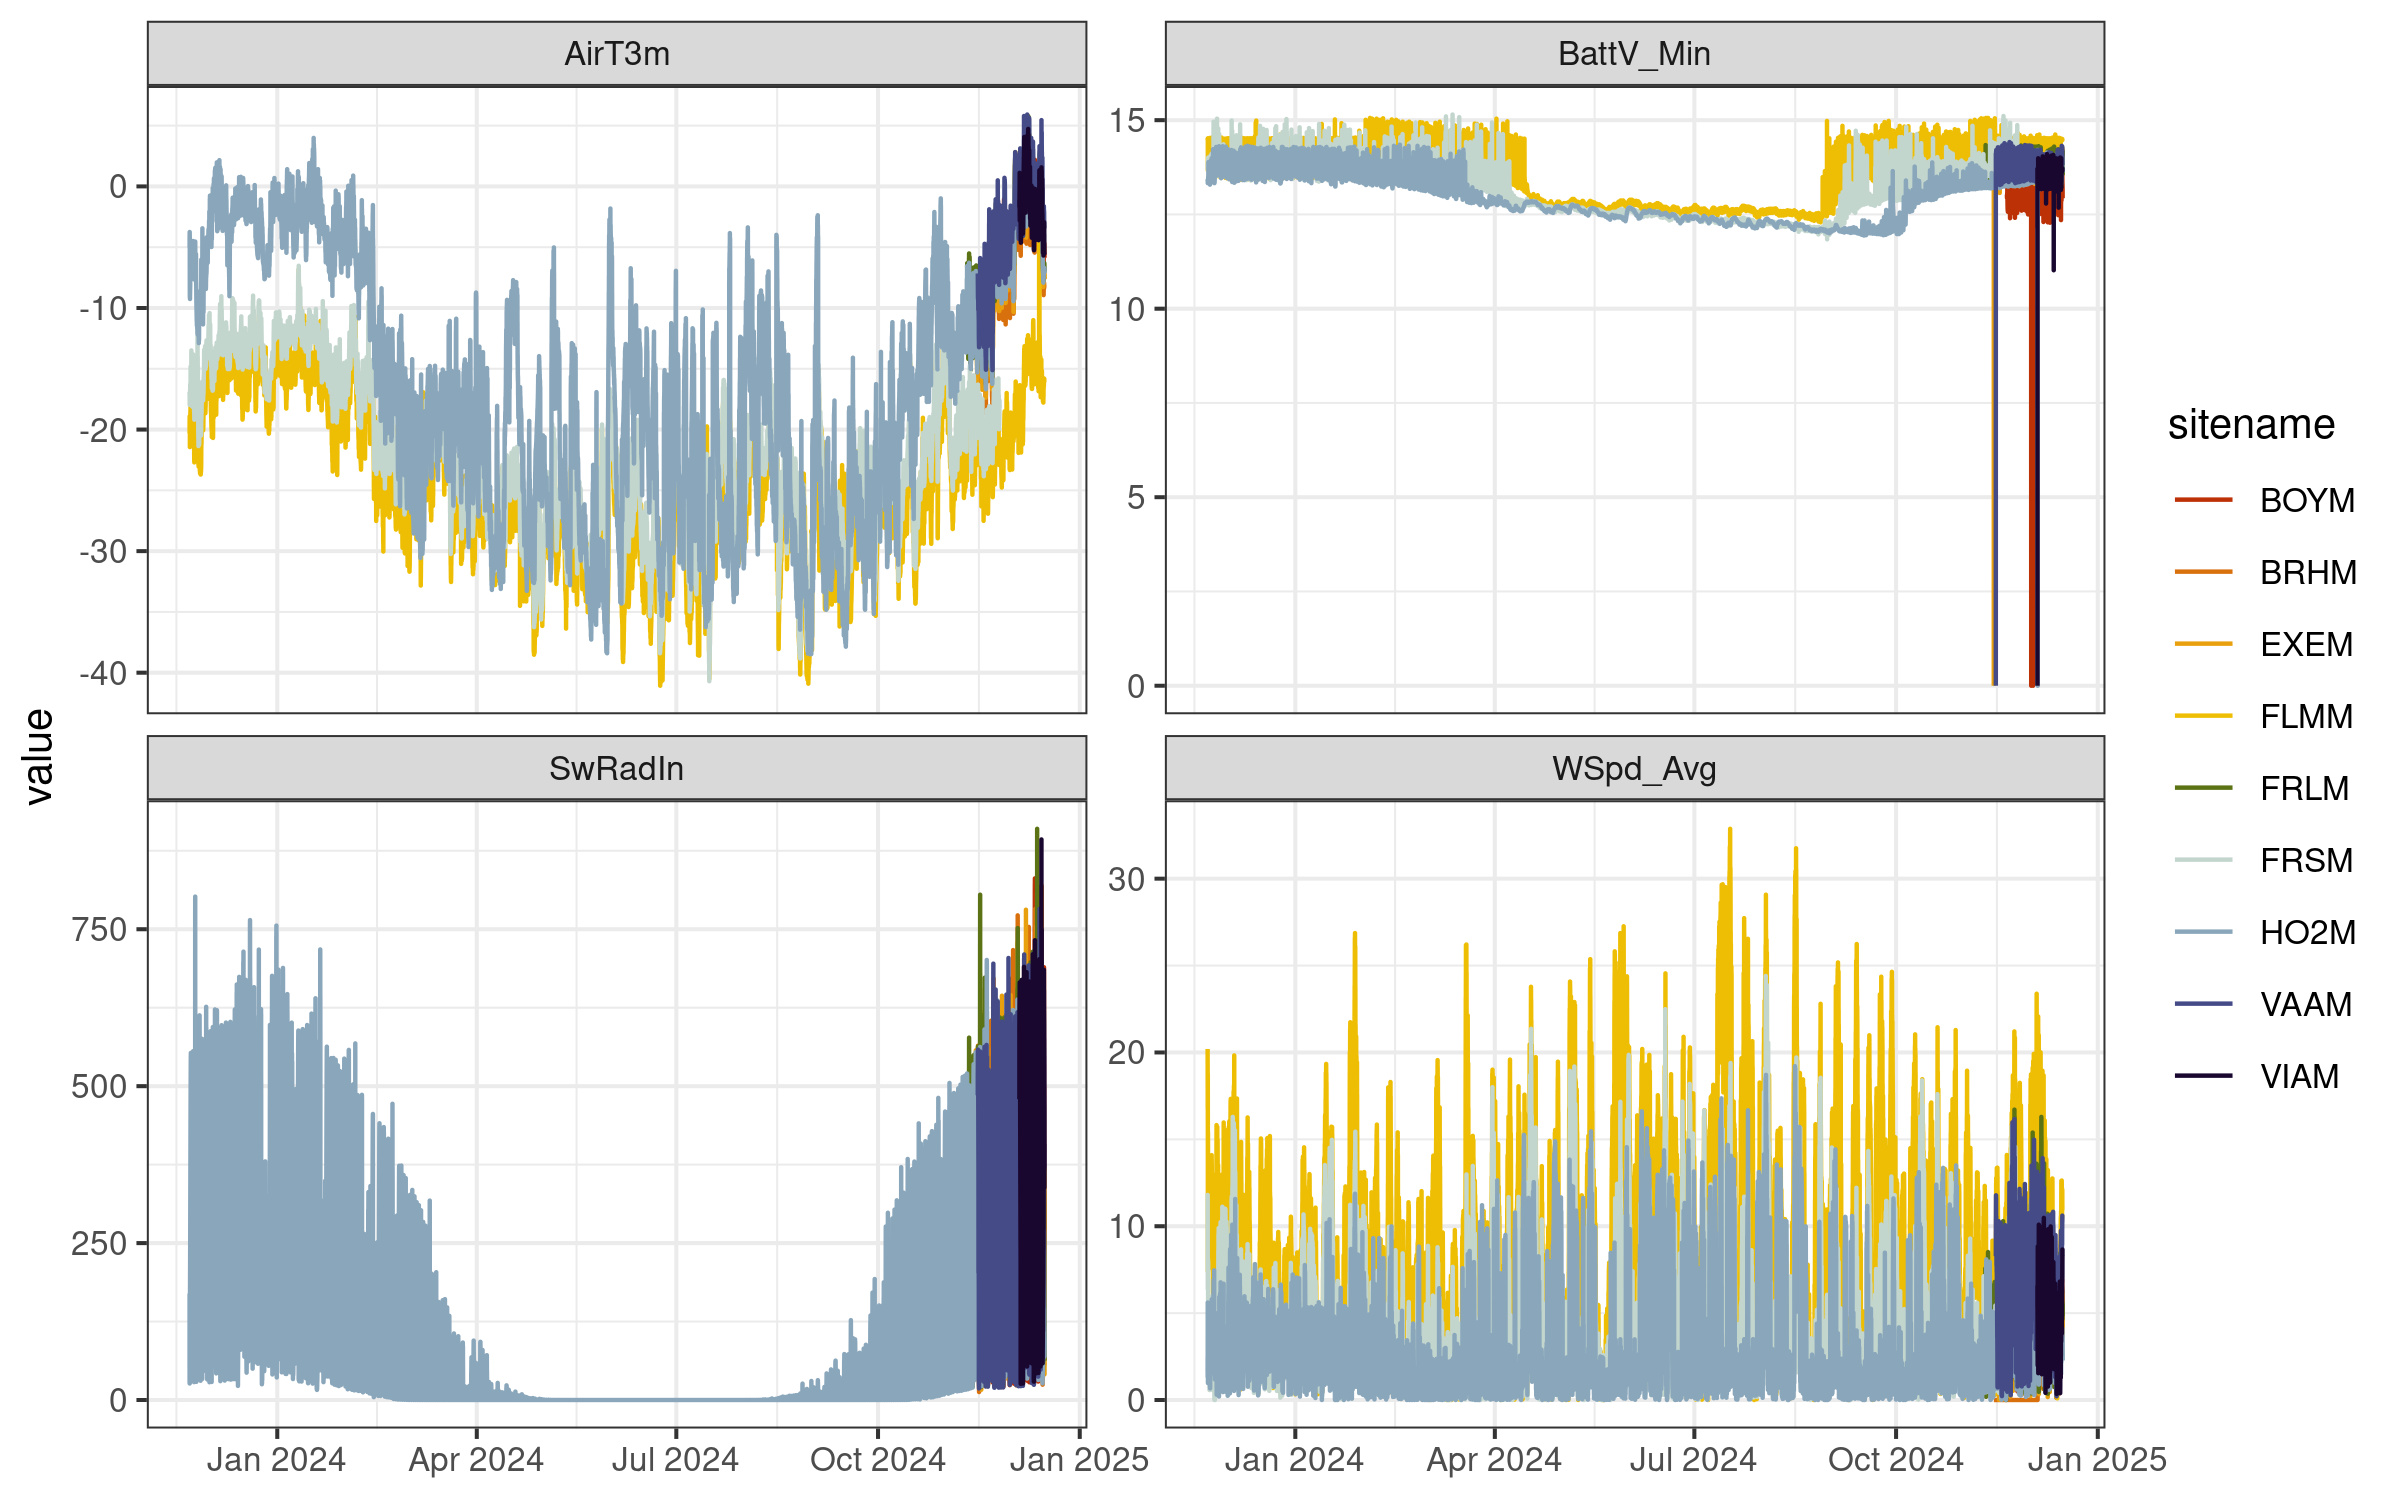 AirT3m
BattV_Min
0
-10
-20
-30
-40
15
10
5
0
value
SwRadIn
WSpd_Avg
750
500
250
0
30
20
10
0
Jan 2024 Apr 2024 Jul 2024 Oct 2024 Jan 2025
Jan 2024 Apr 2024 Jul 2024 Oct 2024 Jan 2025
sitename
BOYM
BRHM
EXEM
FLMM
FRLM
FRSM
HO2M
VAAM
VIAM